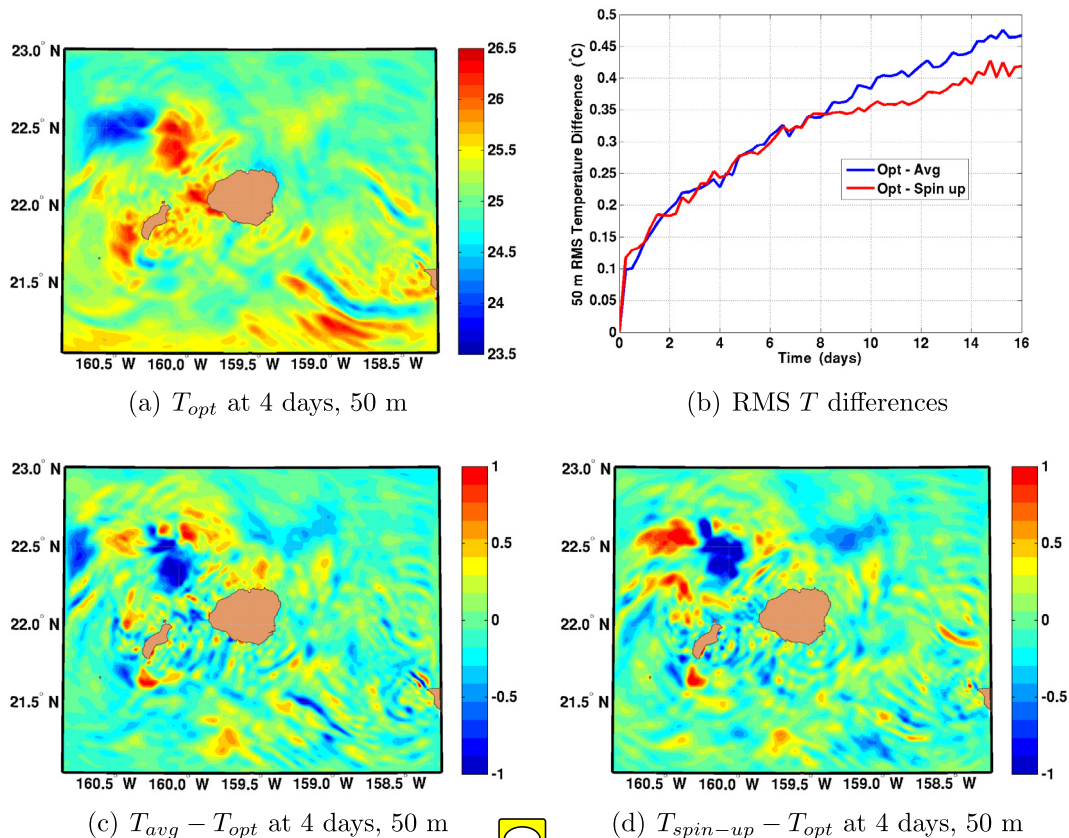 23.0° N
22.5° N
22.0° N
21.5° N
160.5° W 160.0° W 159.5° W 159.0° W 158.5° W
26.5
26
25.5
25
24.5
24
23.5
(a) T_opt at 4 days, 50 m
50 m RMS Temperature Difference (°C)
0.5
0.45
0.4
0.35
0.3
0.25
0.2
0.15
0.1
0.05
0
Opt - Avg
Opt - Spin up
0 2 4 6 8 10 12 14 16
Time (days)
(b) RMS T differences
23.0° N
22.5° N
22.0° N
21.5° N
160.5° W 160.0° W 159.5° W 159.0° W 158.5° W
1
0.5
0
-0.5
-1
(c) T_avg − T_opt at 4 days, 50 m
23.0° N
22.5° N
22.0° N
21.5° N
160.5° W 160.0° W 159.5° W 159.0° W 158.5° W
1
0.5
0
-0.5
-1
(d) T_spin−up − T_opt at 4 days, 50 m